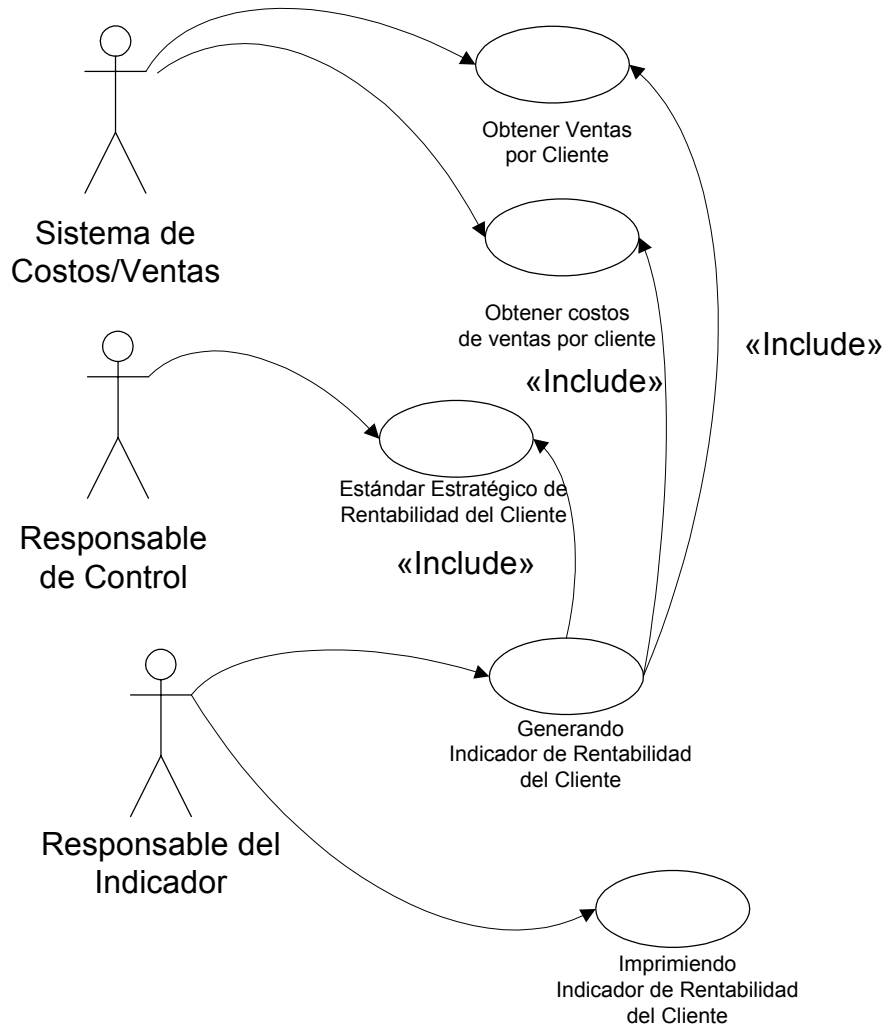 Obtener Ventas
por Cliente
Sistema de
Costos/Ventas
Obtener costos
de ventas por cliente
«Include»
«Include»
Estándar Estratégico de
Rentabilidad del Cliente
Responsable
de Control
«Include»
Generando
Indicador de Rentabilidad
del Cliente
Responsable del
Indicador
Imprimiendo
Indicador de Rentabilidad
del Cliente